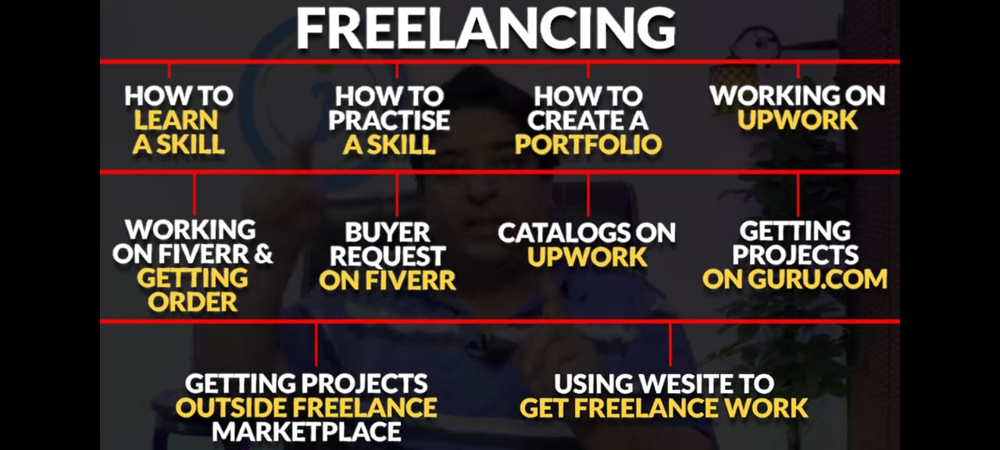 FREELANCING
HOW TO
LEARN
A SKILL
HOW TO
PRACTISE
A SKILL
HOW TO
CREATE A
PORTFOLIO
WORKING ON
UPWORK
WORKING
ON FIVERR &
GETTING
ORDER
BUYER
REQUEST
ON FIVERR
CATALOGS ON
UPWORK
GETTING
PROJECTS
ON GURU.COM
GETTING PROJECTS
OUTSIDE FREELANCE
MARKETPLACE
USING WESITE TO
GET FREELANCE WORK